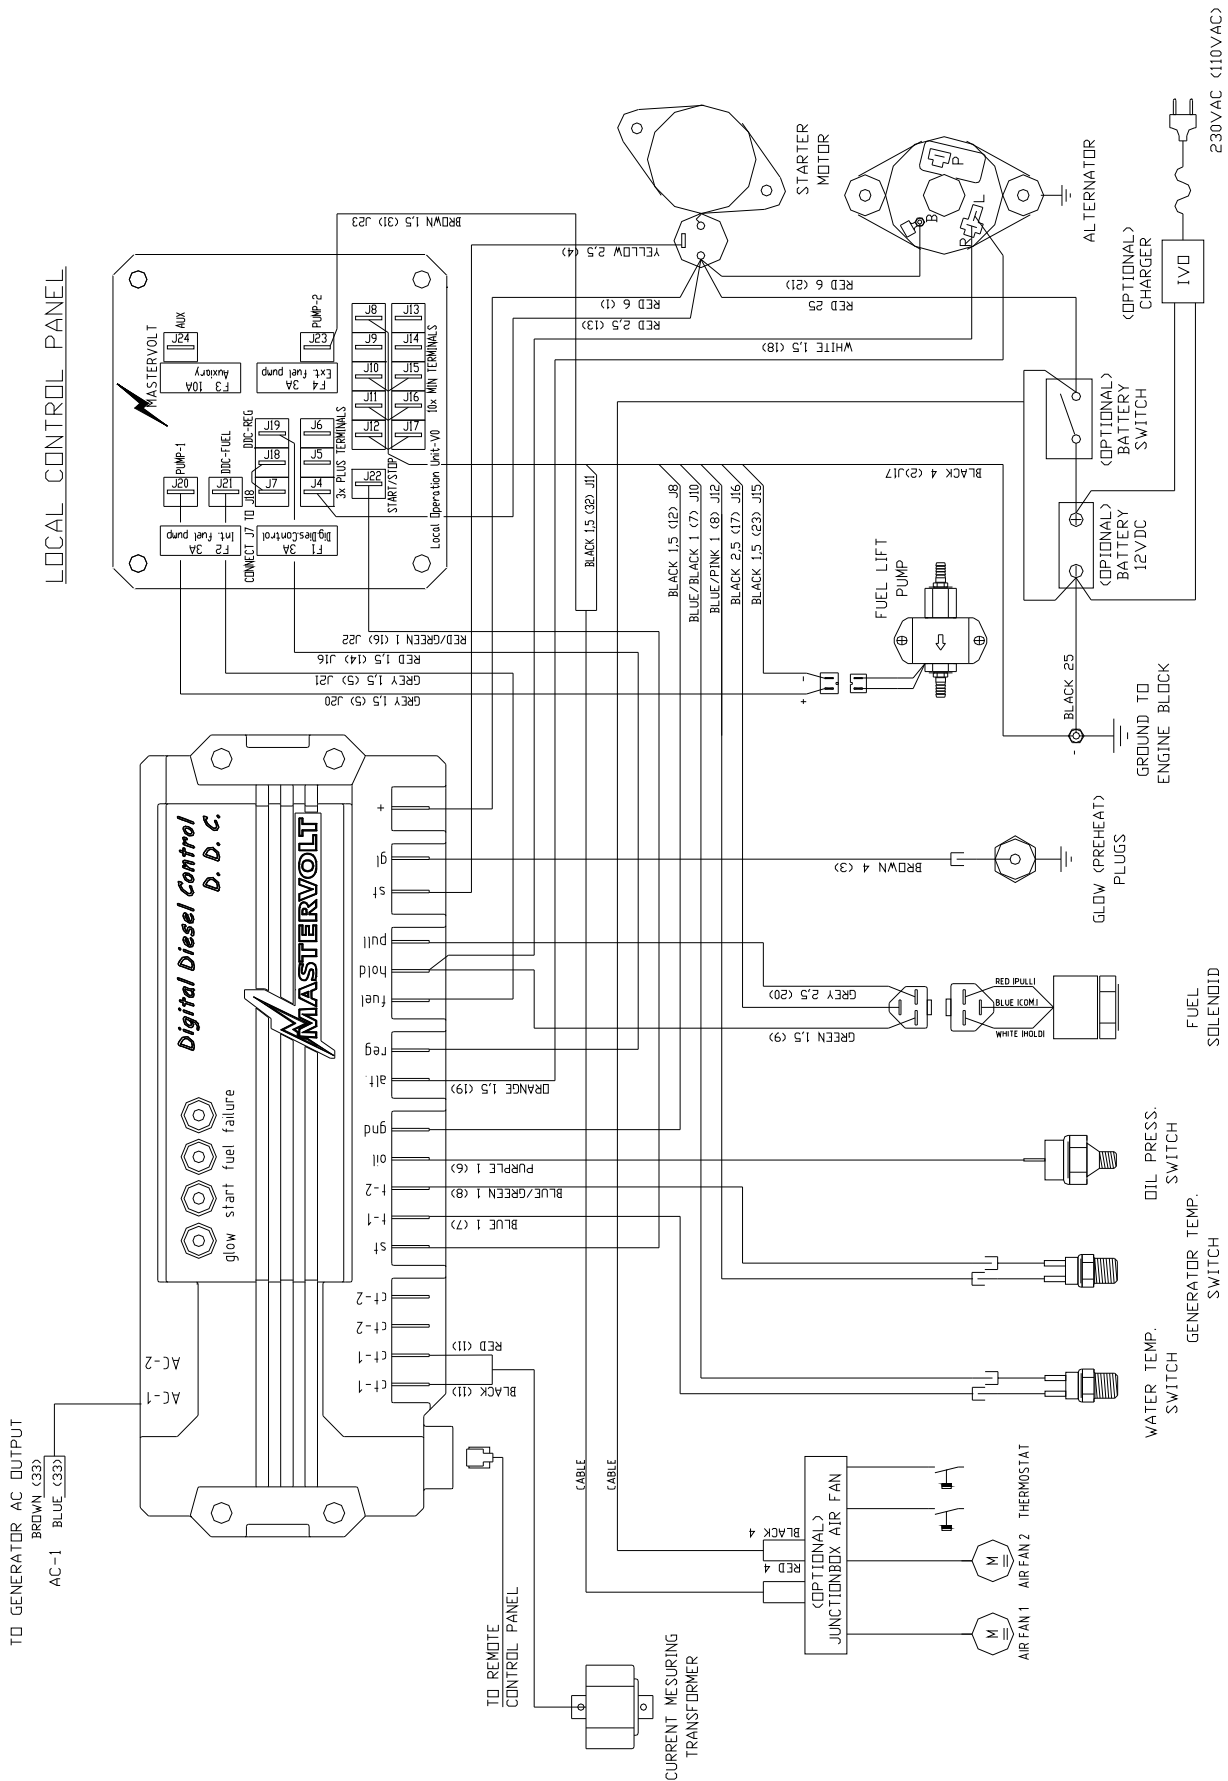 LOCAL CONTROL PANEL
MASTERVOLT
J24
AUX
F3 10A
Auxiary
J23
PUMP-2
F4 3A
Ext. fuel pump
J20
PUMP-1
J21
DDC-FUEL
F2 3A
Int. fuel pump
CONNECT J7 TO J18
F1 3A
Dig.Dies.Control
J19
DDC-REG
J18
J7
J6
J5
J4
3x PLUS TERMINALS
J22
START/STOP
J8
J9
J10
J11
J12
J13
J14
J15
J16
J17
10x MIN TERMINALS
Local Operation Unit-V0
BROWN 1,5 (31) J23
YELLOW 2,5 (4)
RED 6 (1)
RED 2,5 (13)
RED 6 (21)
RED 25
WHITE 1,5 (18)
STARTER
MOTOR
B
R
L
P
ALTERNATOR
230VAC (110VAC)
IVO
(OPTIONAL)
CHARGER
(OPTIONAL)
BATTERY
SWITCH
(OPTIONAL)
BATTERY
12VDC
+
-
BLACK 4 (2)J17
BLACK 1,5 (32) J11
BLACK 1,5 (12) J8
BLUE/BLACK 1 (7) J10
BLUE/PINK 1 (8) J12
BLACK 2,5 (17) J16
BLACK 1,5 (23) J15
RED/GREEN 1 (16) J22
RED 1,5 (14) J16
GREY 1,5 (5) J21
GREY 1,5 (5) J20
-
+
FUEL LIFT
PUMP
BLACK 25
-
GROUND TO
ENGINE BLOCK
Digital Diesel Control
D. D. C.
MASTERVOLT
glow
start
fuel
failure
AC-2
AC-1
+
gl
st
pull
hold
fuel
reg
alt.
gnd
oil
t-2
t-1
st
ct-2
ct-2
ct-1
ct-1
BROWN 4 (3)
GLOW (PREHEAT)
PLUGS
GREY 2,5 (20)
GREEN 1,5 (9)
RED (PULL)
BLUE (COM.)
WHITE (HOLD)
FUEL
SOLENOID
ORANGE 1,5 (19)
PURPLE 1 (6)
BLUE/GREEN 1 (8)
BLUE 1 (7)
RED (11)
BLACK (11)
OIL PRESS.
SWITCH
GENERATOR TEMP.
SWITCH
WATER TEMP.
SWITCH
TO GENERATOR AC OUTPUT
BROWN (33)
AC-1
BLUE (33)
TO REMOTE
CONTROL PANEL
CURRENT MESURING
TRANSFORMER
CABLE
CABLE
BLACK 4
RED 4
(OPTIONAL)
JUNCTIONBOX AIR FAN
M
M
AIR FAN 1
AIR FAN 2
THERMOSTAT